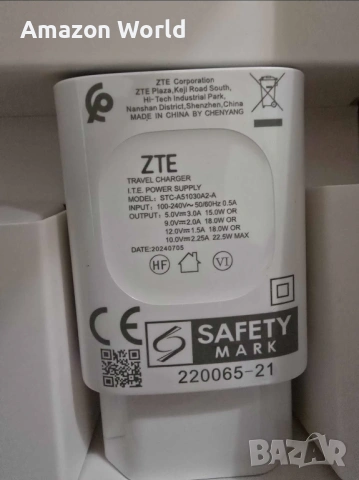 Amazon World
ZTE Corporation
ZTE Plaza,Keji Road South,
Hi-Tech Industrial Park,
Nanshan District,Shenzhen,China
MADE IN CHINA BY CHENYANG
ZTE
TRAVEL CHARGER
I.T.E. POWER SUPPLY
MODEL: STC-A51030A2-A
INPUT: 100-240V~50/60Hz 0.5A
OUTPUT: 5.0V⎓3.0A 15.0W OR
9.0V⎓2.0A 18.0W OR
12.0V⎓1.5A 18.0W OR
10.0V⎓2.25A 22.5W MAX
DATE:20240705
HF
VI
CE
S SAFETY
MARK
220065-21
BAZAR.BG